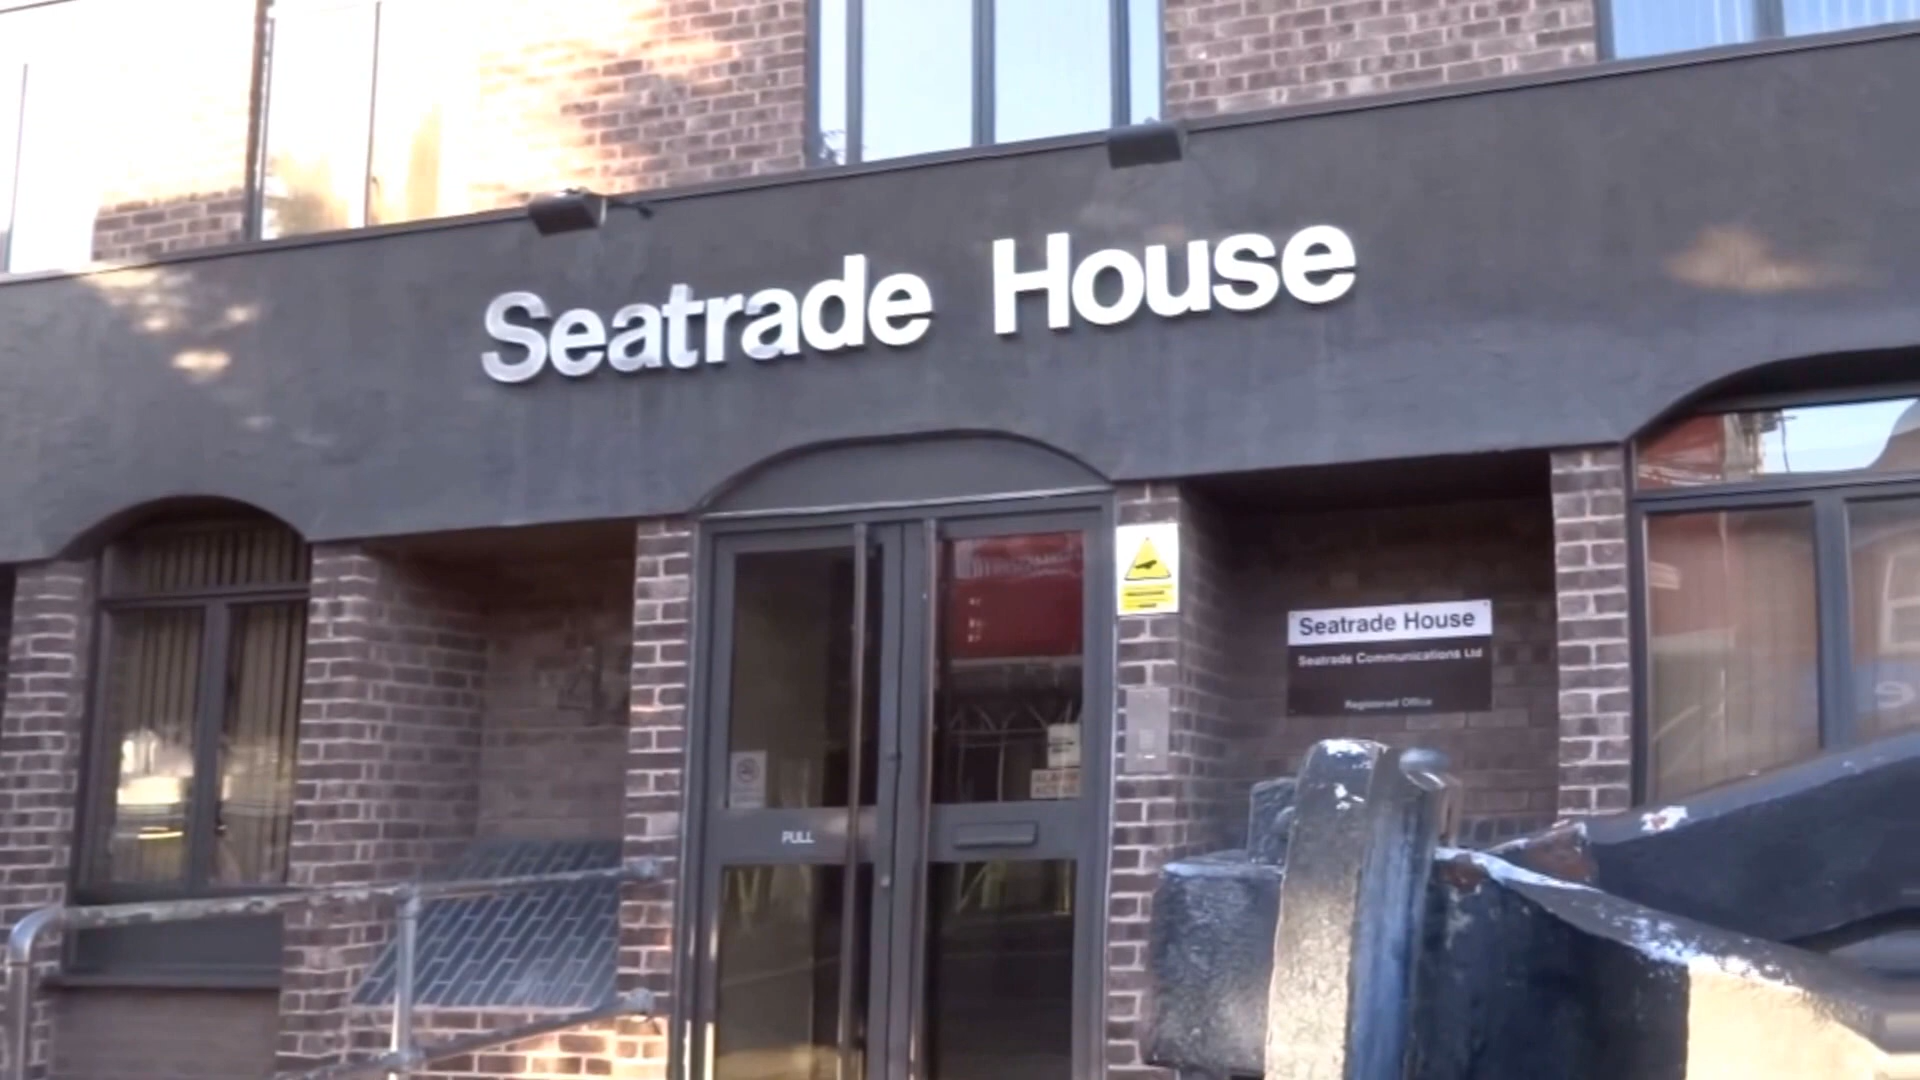 Seatrade House
Seatrade House
Seatrade Communications Ltd
Registered Office
PULL